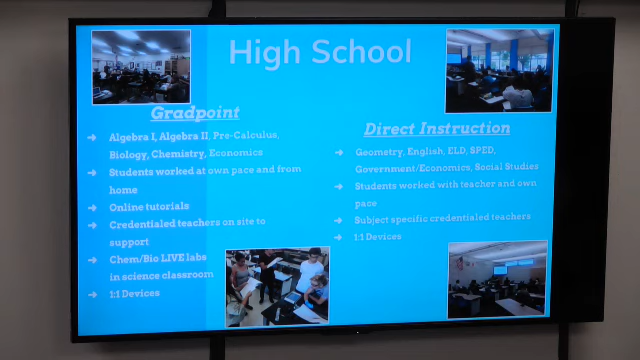 High School
Gradpoint
Algebra I, Algebra II, Pre-Calculus,
Biology, Chemistry, Economics
Students worked at own pace and from
home
Online tutorials
Credentialed teachers on site to
support
Chem/Bio LIVE labs
in science classroom
1:1 Devices
Direct Instruction
Geometry, English, ELD, SPED,
Government/Economics, Social Studies
Students worked with teacher and own
pace
Subject specific credentialed teachers
1:1 Devices